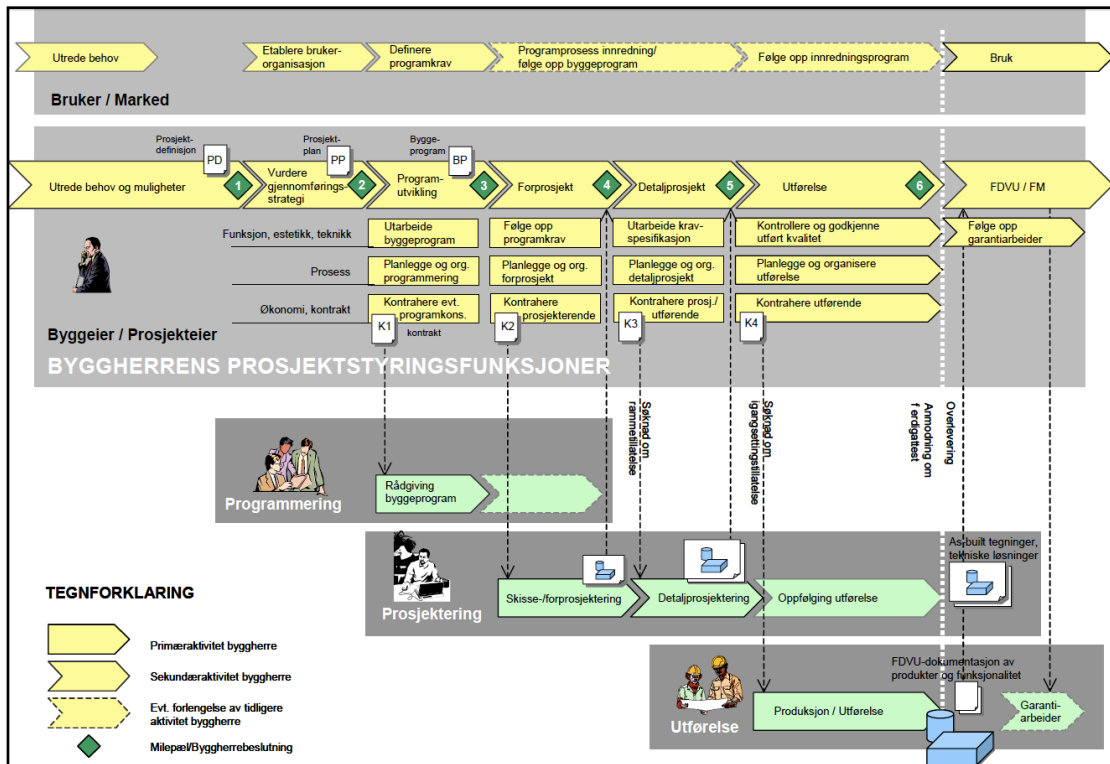 Utrede behov
Etablere bruker-
organisasjon
Definere
programkrav
Programprosess innredning/
følge opp byggeprogram
Følge opp innredningsprogram
Bruk
Bruker / Marked
Prosjekt-
definisjon
PD
Prosjekt-
plan
PP
Bygge-
program
BP
Utrede behov og muligheter
1
Vurdere
gjennomførings-
strategi
2
Program-
utvikling
3
Forprosjekt
4
Detaljprosjekt
5
Utførelse
6
FDVU / FM
Funksjon, estetikk, teknikk
Utarbeide
byggeprogram
Følge opp
programkrav
Utarbeide krav-
spesifikasjon
Kontrollere og godkjenne
utført kvalitet
Følge opp
garantiarbeider
Prosess
Planlegge og org.
programmering
Planlegge og org.
forprosjekt
Planlegge og org.
detaljprosjekt
Planlegge og organisere
utførelse
Økonomi, kontrakt
Kontrahere evt.
programkons.
Kontrahere
prosjekterende
Kontrahere prosj./
utførende
Kontrahere utførende
K1
kontrakt
K2
K3
K4
Byggeier / Prosjekteier
BYGGHERRENS PROSJEKTSTYRINGSFUNKSJONER
Søknad om
rammetillatelse
Søknad om
igangsettingstillatelse
Overlevering
Anmodning om
f erdigattest
Programmering
Rådgiving
byggeprogram
Prosjektering
Skisse-/forprosjektering
Detaljprosjektering
Oppfølging utførelse
As-built tegninger,
tekniske løsninger
Utførelse
Produksjon / Utførelse
FDVU-dokumentasjon av
produkter og funksjonalitet
Garanti-
arbeider
TEGNFORKLARING
Primæraktivitet byggherre
Sekundæraktivitet byggherre
Evt. forlengelse av tidligere
aktivitet byggherre
Milepæl/Byggherrebeslutning